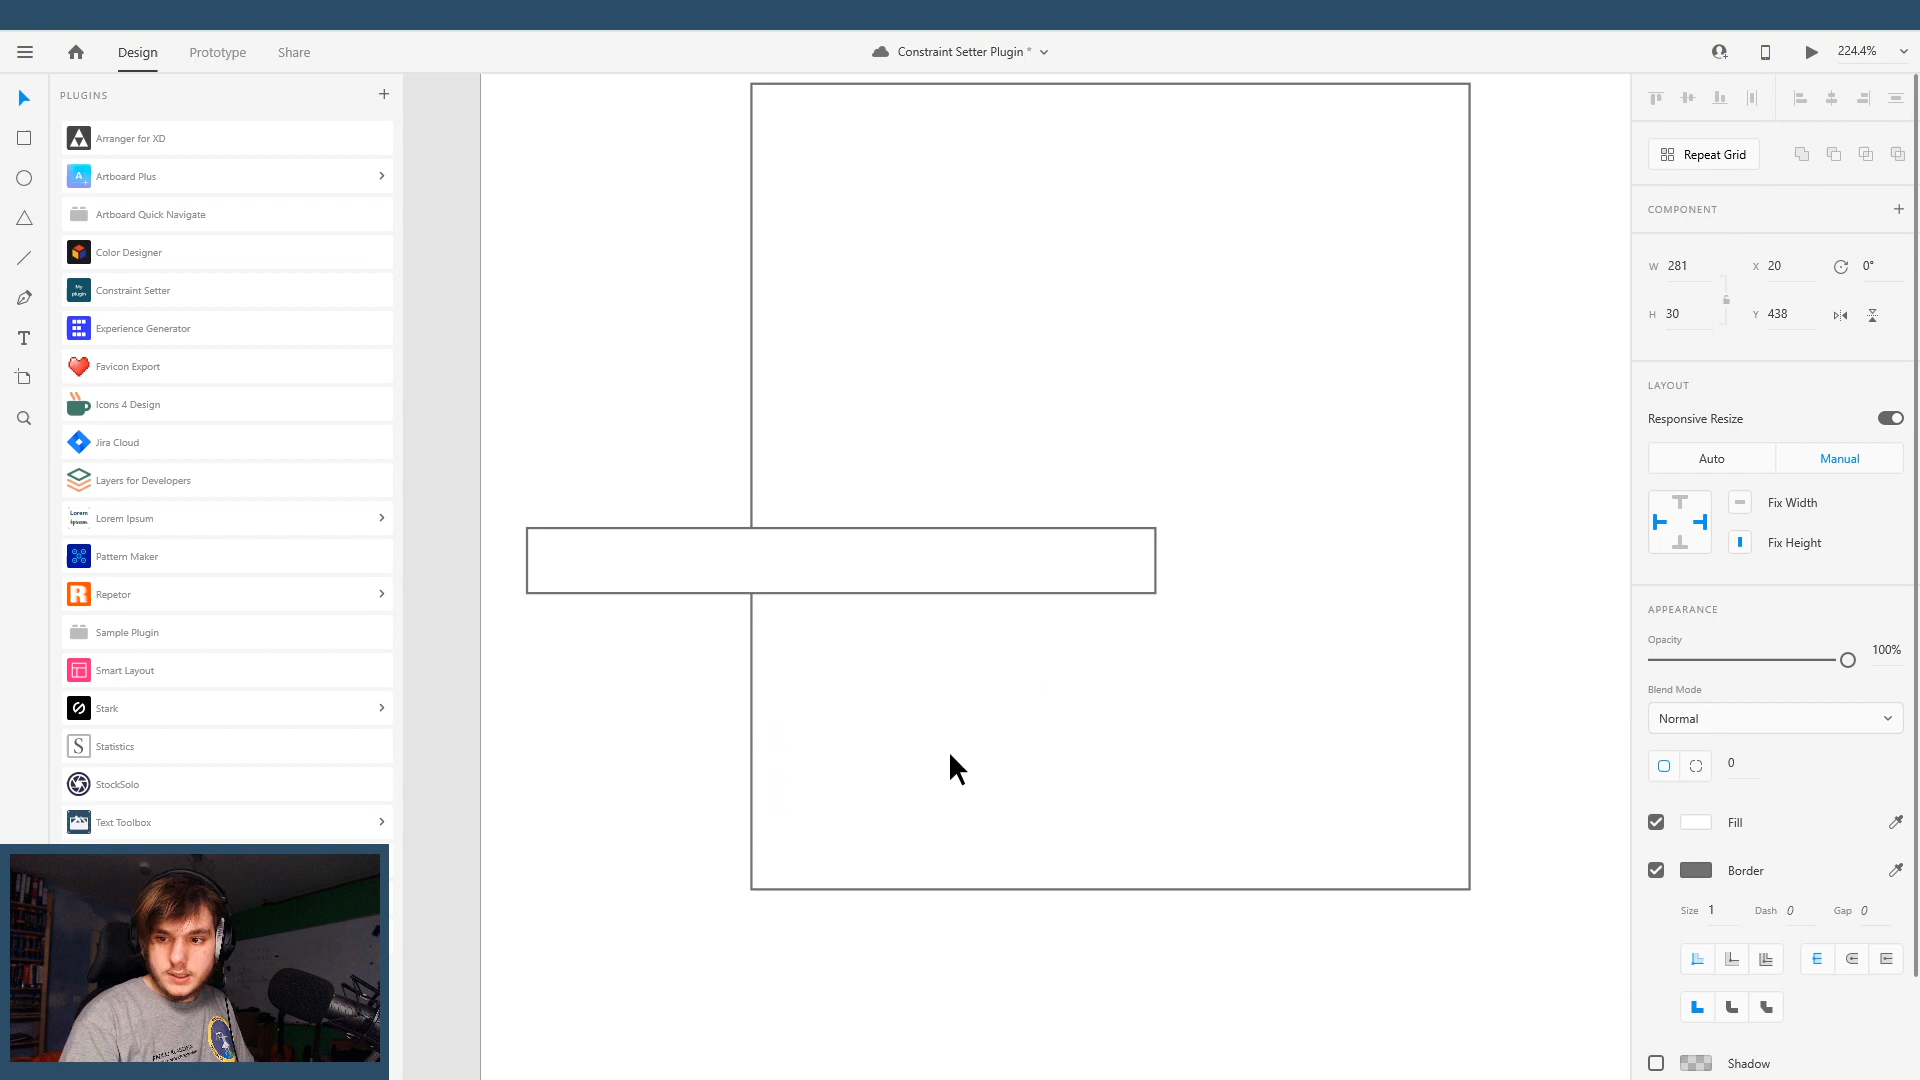 Design
Prototype
Share
Constraint Setter Plugin *
224.4%
PLUGINS
Arranger for XD
Artboard Plus
Artboard Quick Navigate
Color Designer
My plugin
Constraint Setter
Experience Generator
Favicon Export
Icons 4 Design
Jira Cloud
Layers for Developers
Lorem Ipsum
Lorem Ipsum
Pattern Maker
Repetor
Sample Plugin
Smart Layout
Stark
Statistics
StockSolo
Text Toolbox
Repeat Grid
COMPONENT
W 281 X 20 0°
H 30 Y 438
LAYOUT
Responsive Resize
Auto
Manual
Fix Width
Fix Height
APPEARANCE
Opacity
100%
Blend Mode
Normal
0
Fill
Border
Size 1 Dash 0 Gap 0
Shadow